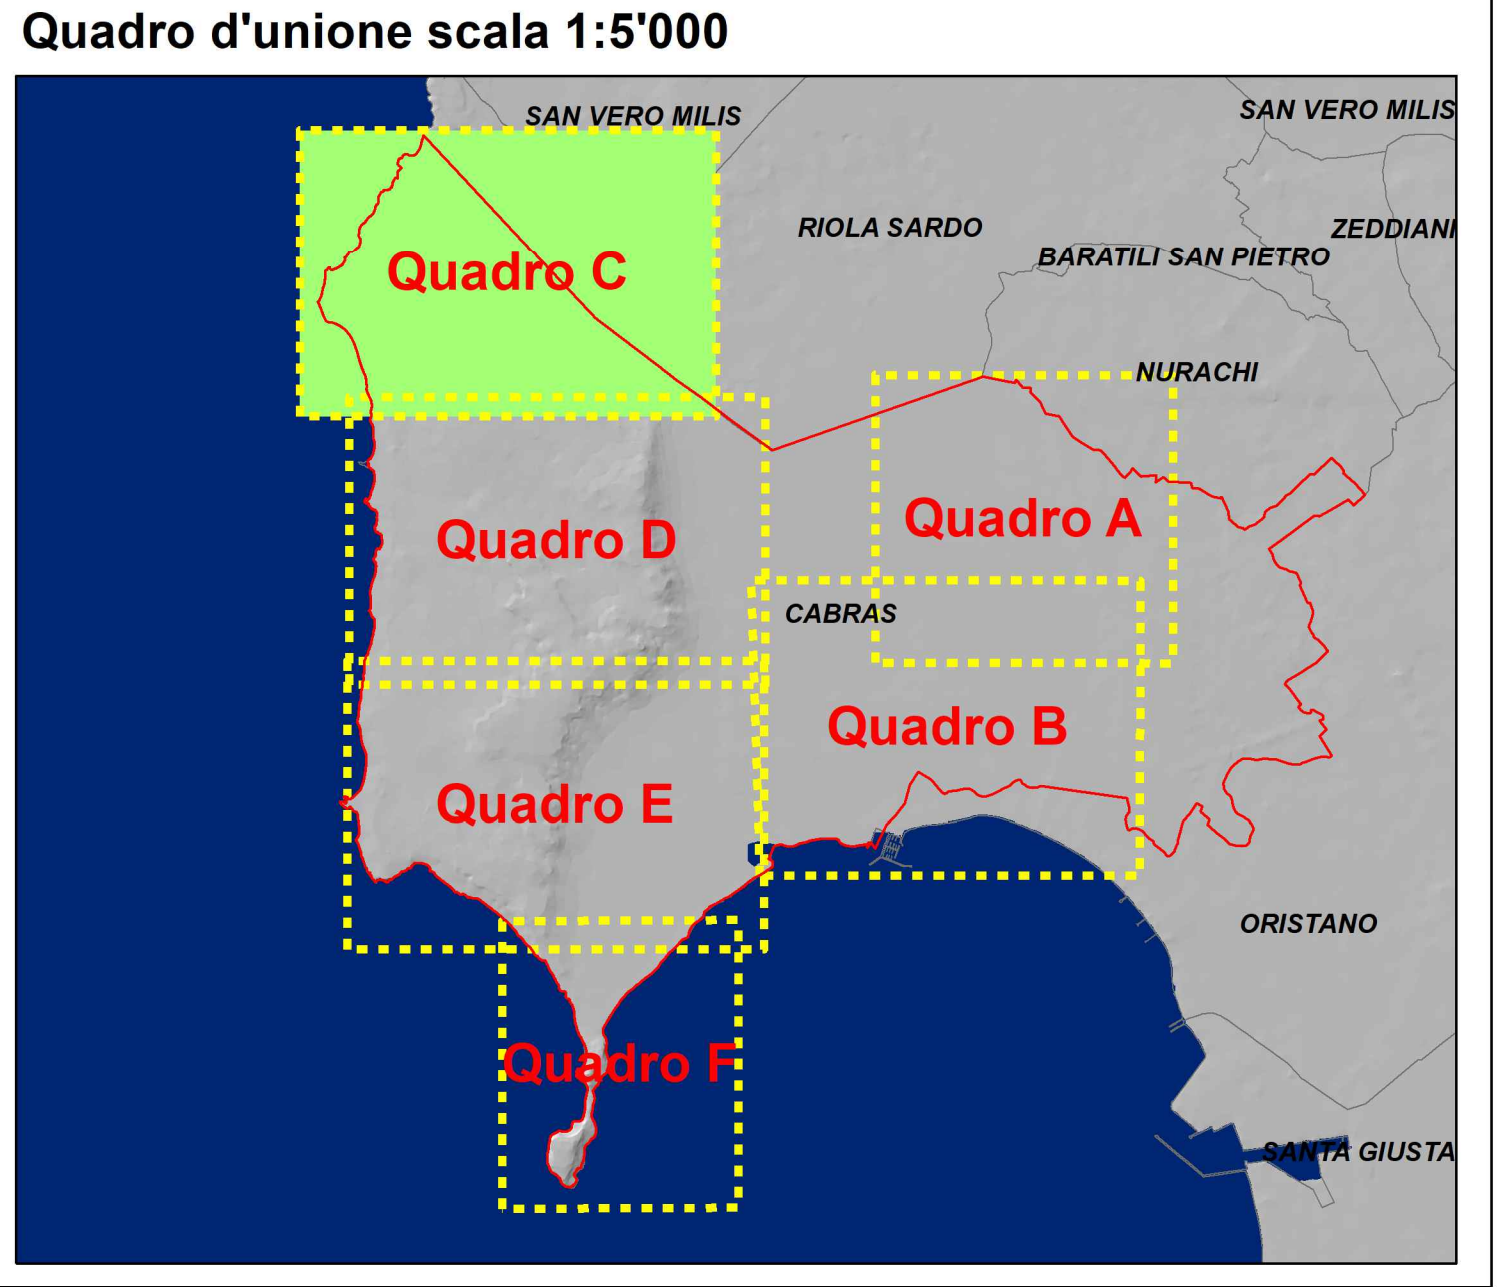 Quadro d'unione scala 1:5'000
SAN VERO MILIS
SAN VERO MILIS
RIOLA SARDO
ZEDDIANI
BARATILI SAN PIETRO
Quadro C
NURACHI
Quadro A
Quadro D
CABRAS
Quadro B
Quadro E
ORISTANO
Quadro F
SANTA GIUSTA